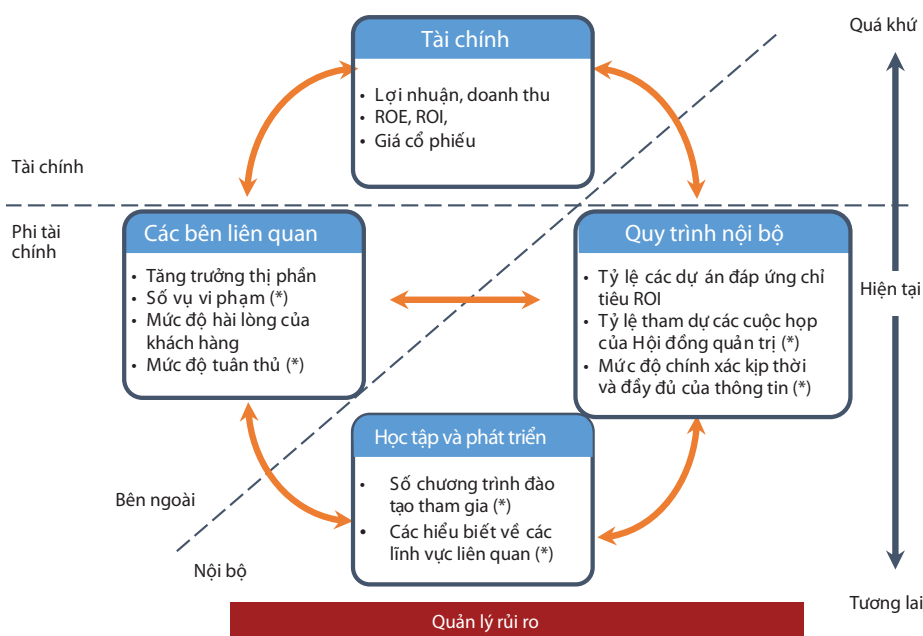 Tài chính
• Lợi nhuận, doanh thu
• ROE, ROI,
• Giá cổ phiếu
Quá khứ
Tài chính
Phi tài
chính
Các bên liên quan
• Tăng trưởng thị phần
• Số vụ vi phạm (*)
• Mức độ hài lòng của
khách hàng
• Mức độ tuân thủ (*)
Quy trình nội bộ
• Tỷ lệ các dự án đáp ứng chỉ
tiêu ROI
• Tỷ lệ tham dự các cuộc họp
của Hội đồng quản trị (*)
• Mức độ chính xác kịp thời
và đầy đủ của thông tin (*)
Hiện tại
Học tập và phát triển
• Số chương trình đào
tạo tham gia (*)
• Các hiểu biết về các
lĩnh vực liên quan (*)
Bên ngoài
Nội bộ
Tương lai
Quản lý rủi ro